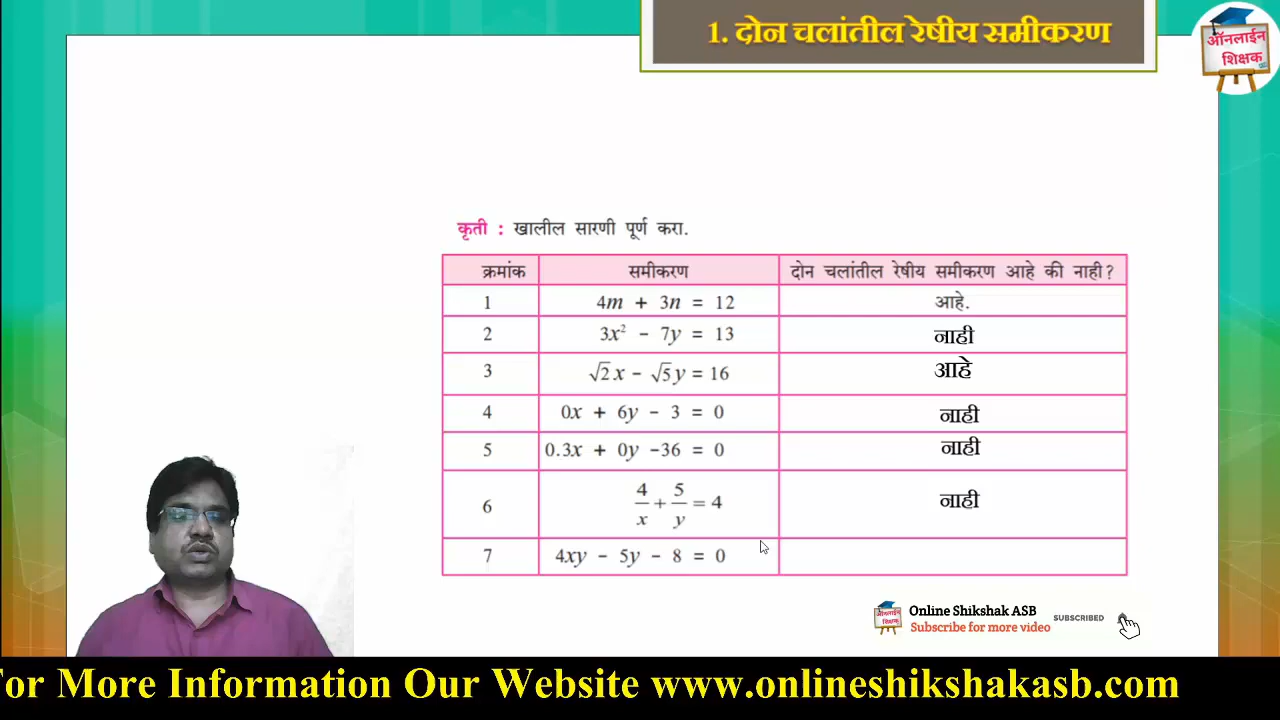 1. दोन चलांतील रेषीय समीकरण
ऑनलाईन
शिक्षक
कृती : खालील सारणी पूर्ण करा.
क्रमांक समीकरण दोन चलांतील रेषीय समीकरण आहे की नाही?
1 4m + 3n = 12 आहे.
2 3x² - 7y = 13 नाही
3 √2x - √5y = 16 आहे
4 0x + 6y - 3 = 0 नाही
5 0.3x + 0y -36 = 0 नाही
6 4/x + 5/y = 4 नाही
7 4xy - 5y - 8 = 0
ऑनलाईन
शिक्षक
Online Shikshak ASB
Subscribe for more video
SUBSCRIBED
For More Information Our Website www.onlineshikshakasb.com